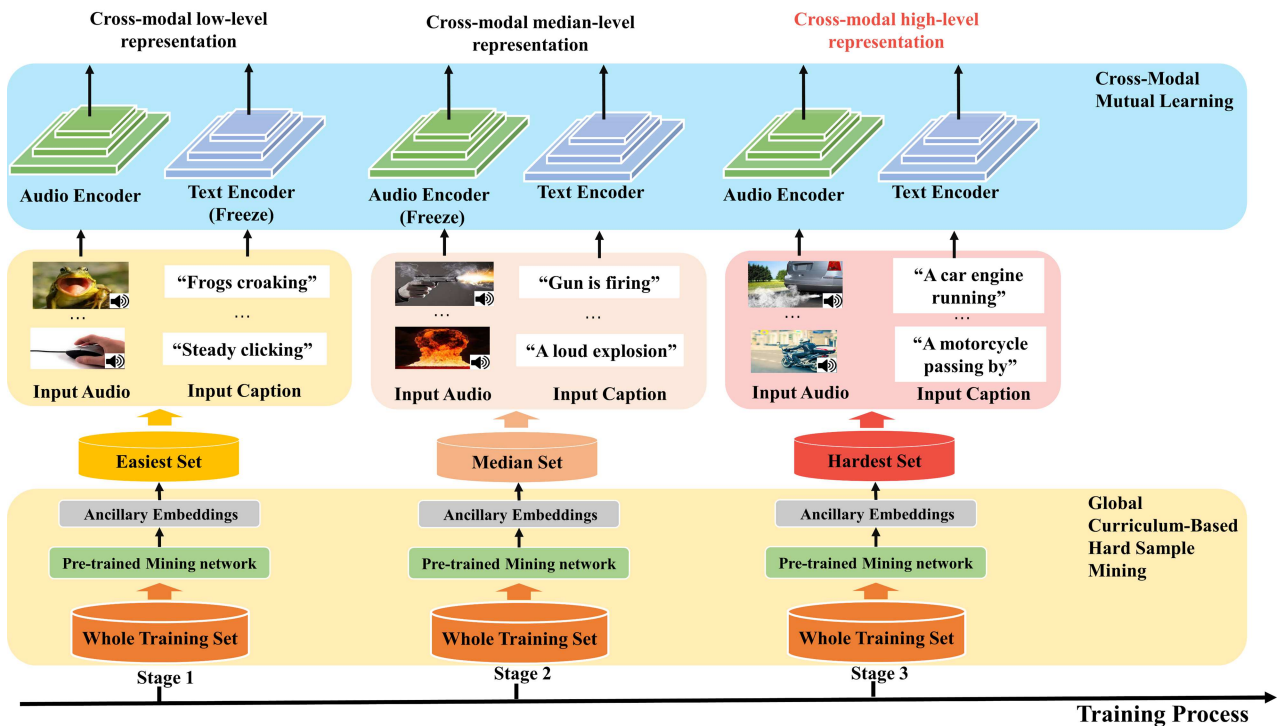 Cross-modal low-level
representation
Cross-modal median-level
representation
Cross-modal high-level
representation
Cross-Modal
Mutual Learning
Audio Encoder
Text Encoder
(Freeze)
Audio Encoder
(Freeze)
Text Encoder
Audio Encoder
Text Encoder
“Frogs croaking”
...
...
“Steady clicking”
Input Audio
Input Caption
“Gun is firing”
...
...
“A loud explosion”
Input Audio
Input Caption
“A car engine
running”
...
...
“A motorcycle
passing by”
Input Audio
Input Caption
Easiest Set
Median Set
Hardest Set
Ancillary Embeddings
Ancillary Embeddings
Ancillary Embeddings
Global
Curriculum-Based
Hard Sample
Mining
Pre-trained Mining network
Pre-trained Mining network
Pre-trained Mining network
Whole Training Set
Whole Training Set
Whole Training Set
Stage 1
Stage 2
Stage 3
Training Process